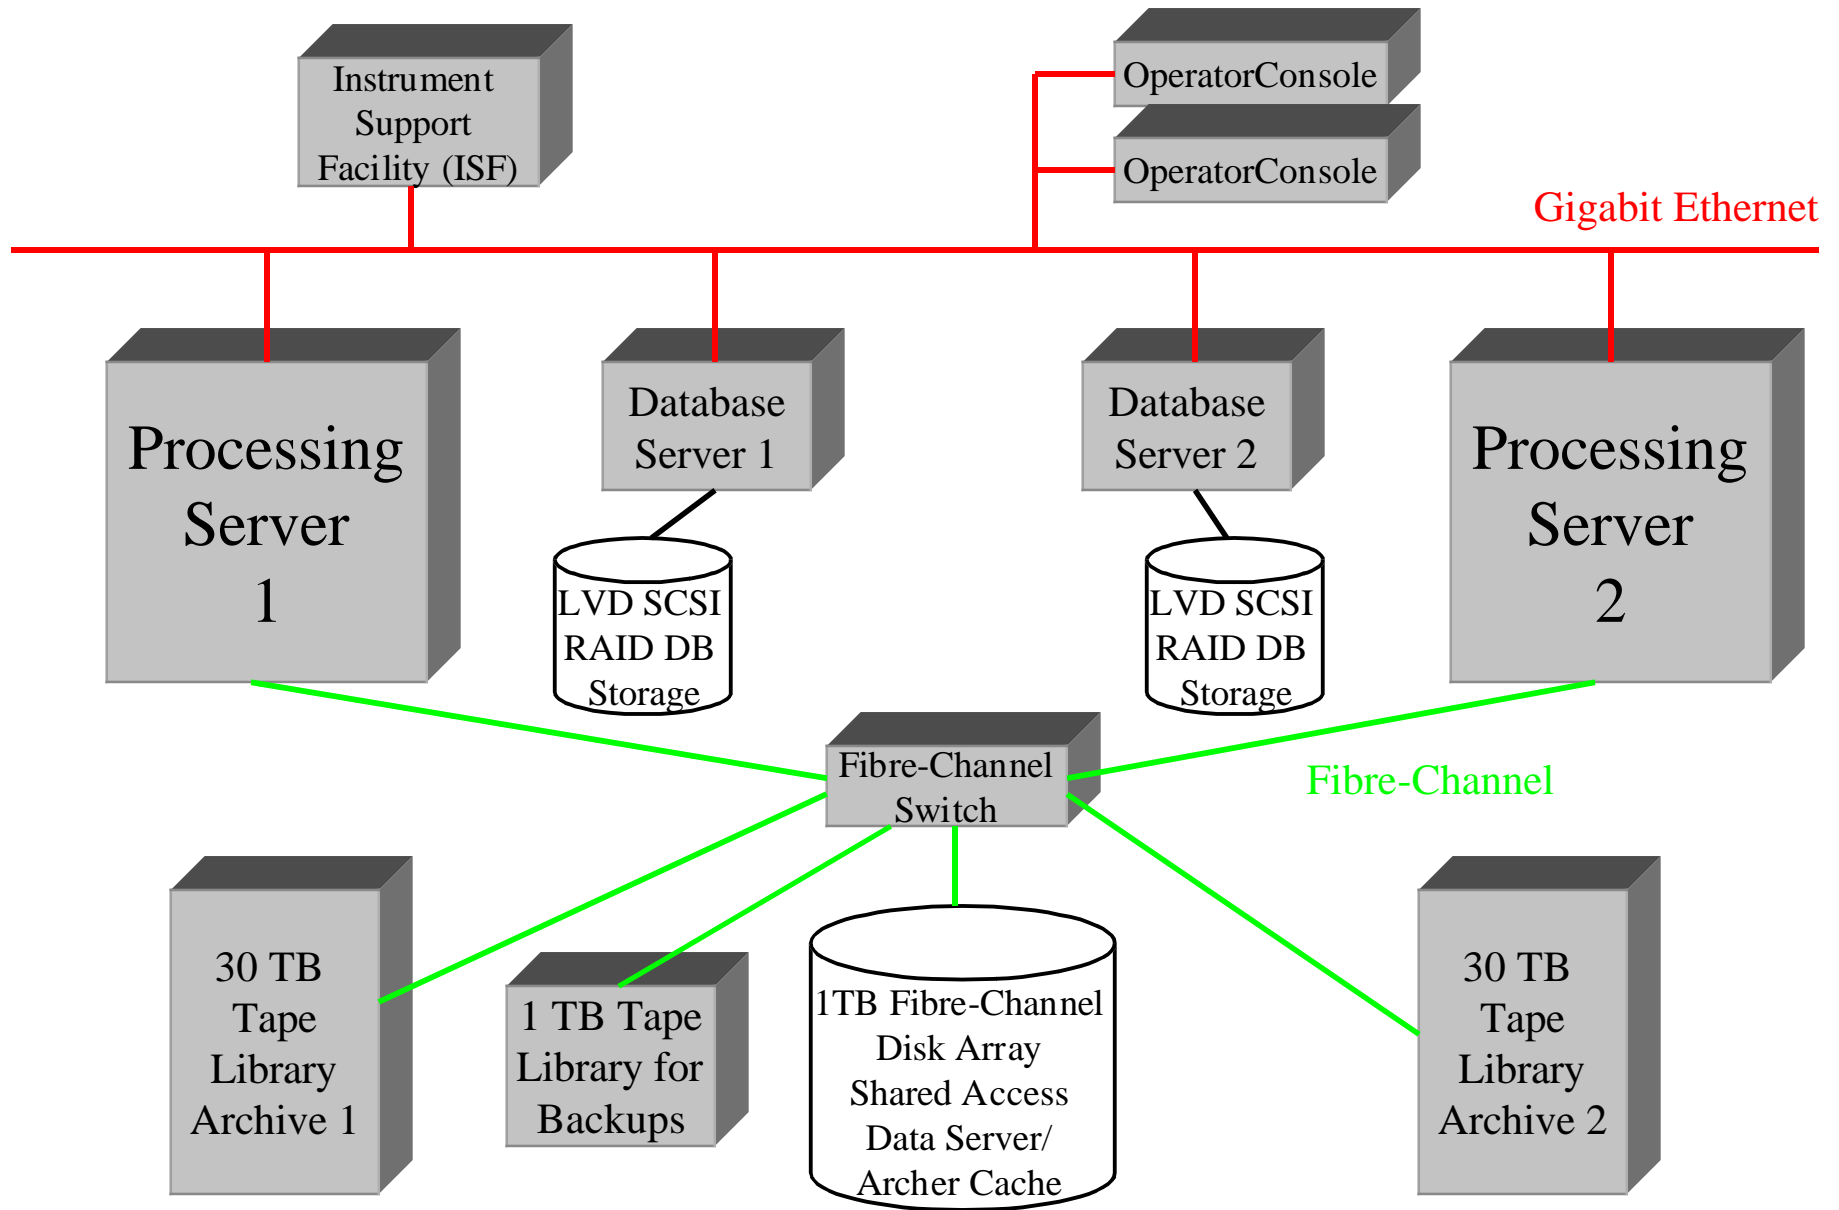 Instrument
Support
Facility (ISF)
OperatorConsole
OperatorConsole
Gigabit Ethernet
Processing
Server
1
Database
Server 1
Database
Server 2
Processing
Server
2
LVD SCSI
RAID DB
Storage
LVD SCSI
RAID DB
Storage
Fibre-Channel
Switch
Fibre-Channel
30 TB
Tape
Library
Archive 1
1 TB Tape
Library for
Backups
1TB Fibre-Channel
Disk Array
Shared Access
Data Server/
Archer Cache
30 TB
Tape
Library
Archive 2